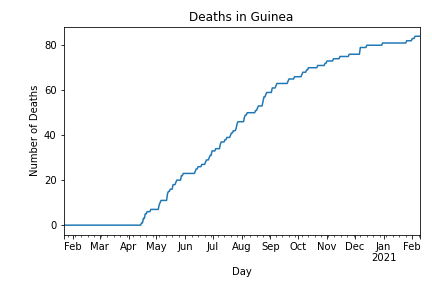 Deaths in Guinea
80
60
40
20
0
Number of Deaths
Feb Mar Apr May Jun Jul Aug Sep Oct Nov Dec Jan Feb
2021
Day